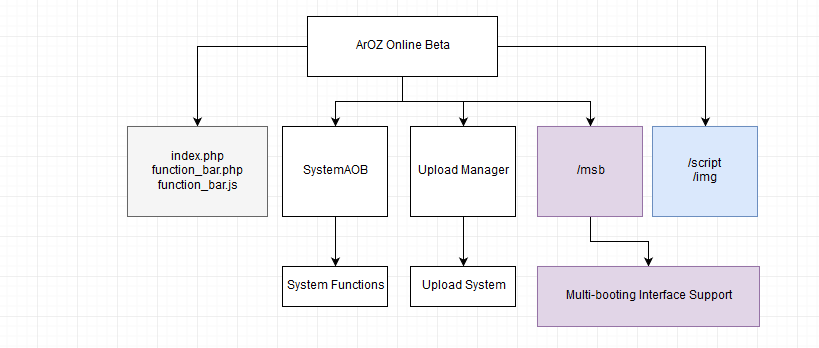 ArOZ Online Beta
index.php
function_bar.php
function_bar.js
SystemAOB
Upload Manager
/msb
/script
/img
System Functions
Upload System
Multi-booting Interface Support